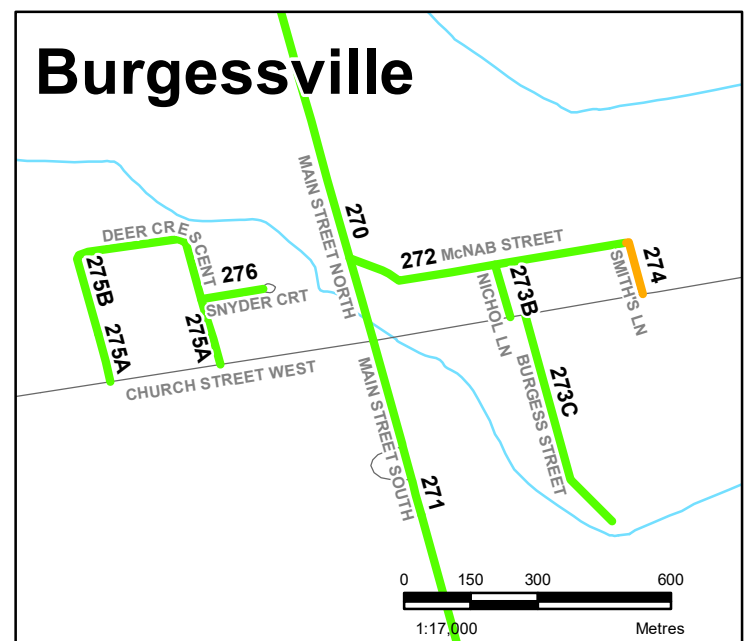 Burgessville
MAIN STREET NORTH
270
DEER CRESCENT
272
McNAB STREET
274
SMITH'S LN
276
SNYDER CRT
275B
275A
275A
273B
NICHOL LN
CHURCH STREET WEST
MAIN STREET SOUTH
BURGESS STREET
273C
271
0 150 300 600
1:17,000 Metres